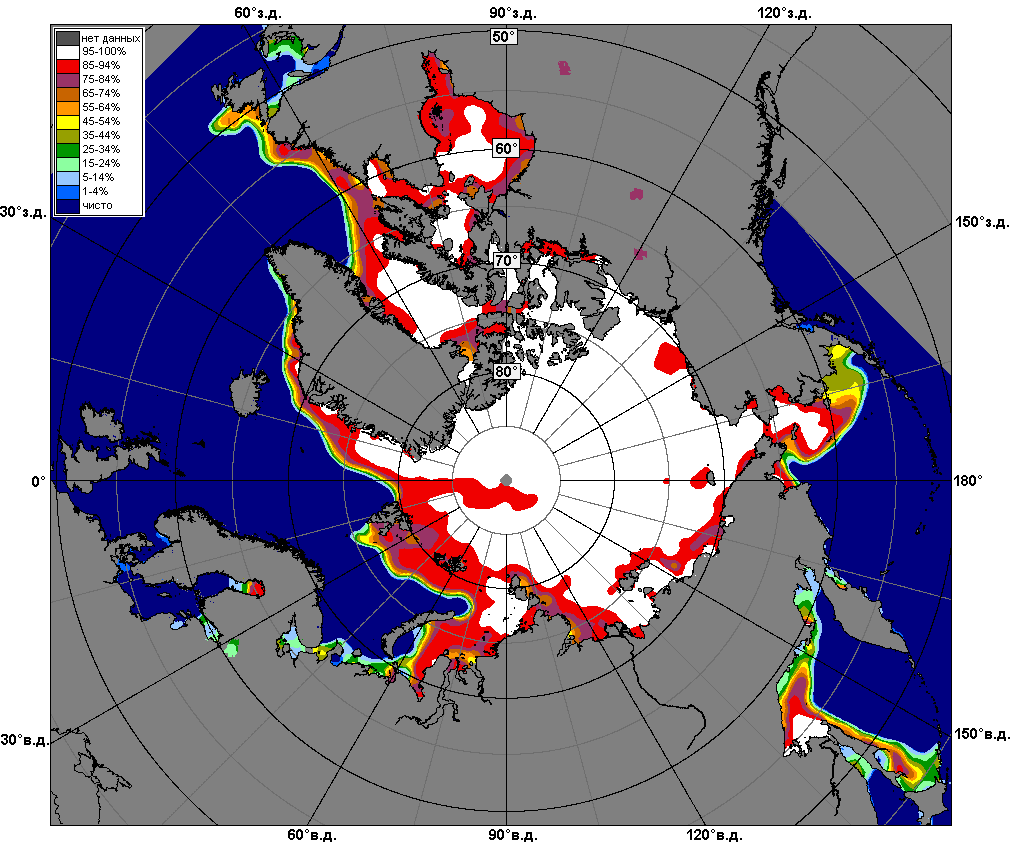 60°з.д.
90°з.д.
120°з.д.
50°
нет данных
95-100%
85-94%
75-84%
65-74%
55-64%
45-54%
35-44%
25-34%
15-24%
5-14%
1-4%
чисто
60°
30°з.д.
150°з.д.
70°
80°
0°
180°
30°в.д.
150°в.д.
60°в.д.
90°в.д.
120°в.д.